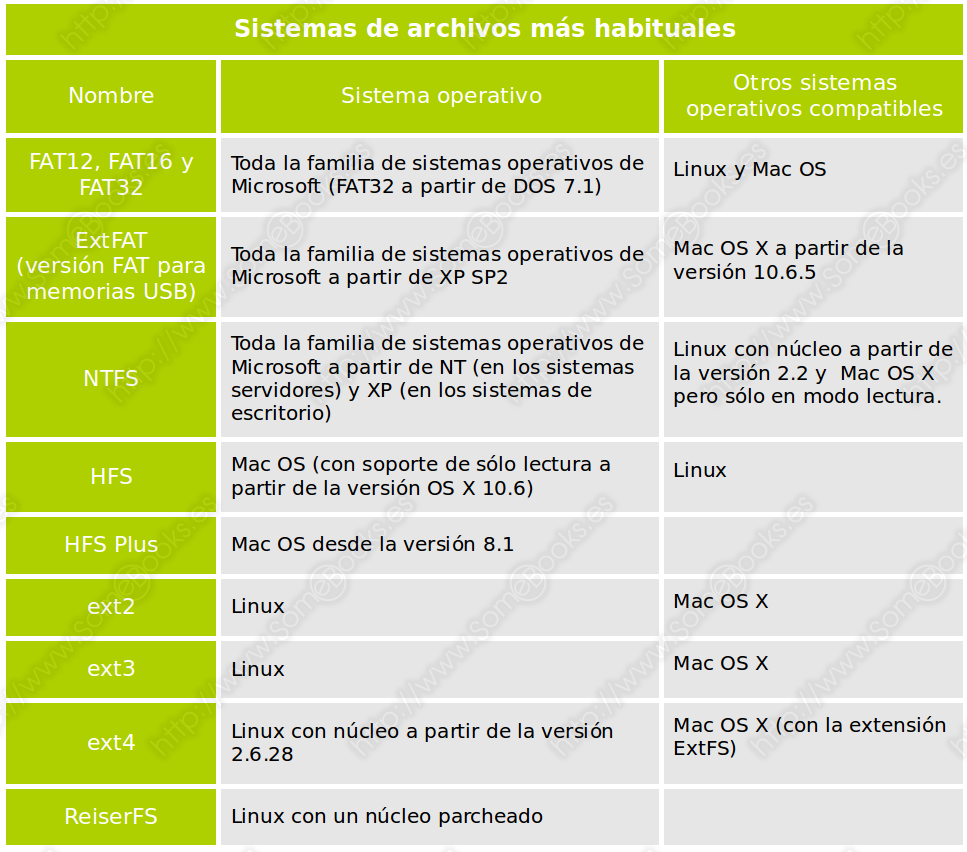 Sistemas de archivos más habituales
Nombre
Sistema operativo
Otros sistemas
operativos compatibles
FAT12, FAT16 y
FAT32
Toda la familia de sistemas operativos de
Microsoft (FAT32 a partir de DOS 7.1)
Linux y Mac OS
ExtFAT
(versión FAT para
memorias USB)
Toda la familia de sistemas operativos de
Microsoft a partir de XP SP2
Mac OS X a partir de la
versión 10.6.5
NTFS
Toda la familia de sistemas operativos de
Microsoft a partir de NT (en los sistemas
servidores) y XP (en los sistemas de
escritorio)
Linux con núcleo a partir de
la versión 2.2 y  Mac OS X
pero sólo en modo lectura.
HFS
Mac OS (con soporte de sólo lectura a
partir de la versión OS X 10.6)
Linux
HFS Plus
Mac OS desde la versión 8.1
ext2
Linux
Mac OS X
ext3
Linux
Mac OS X
ext4
Linux con núcleo a partir de la versión
2.6.28
Mac OS X (con la extensión
ExtFS)
ReiserFS
Linux con un núcleo parcheado
http://www.SomeBooks.es